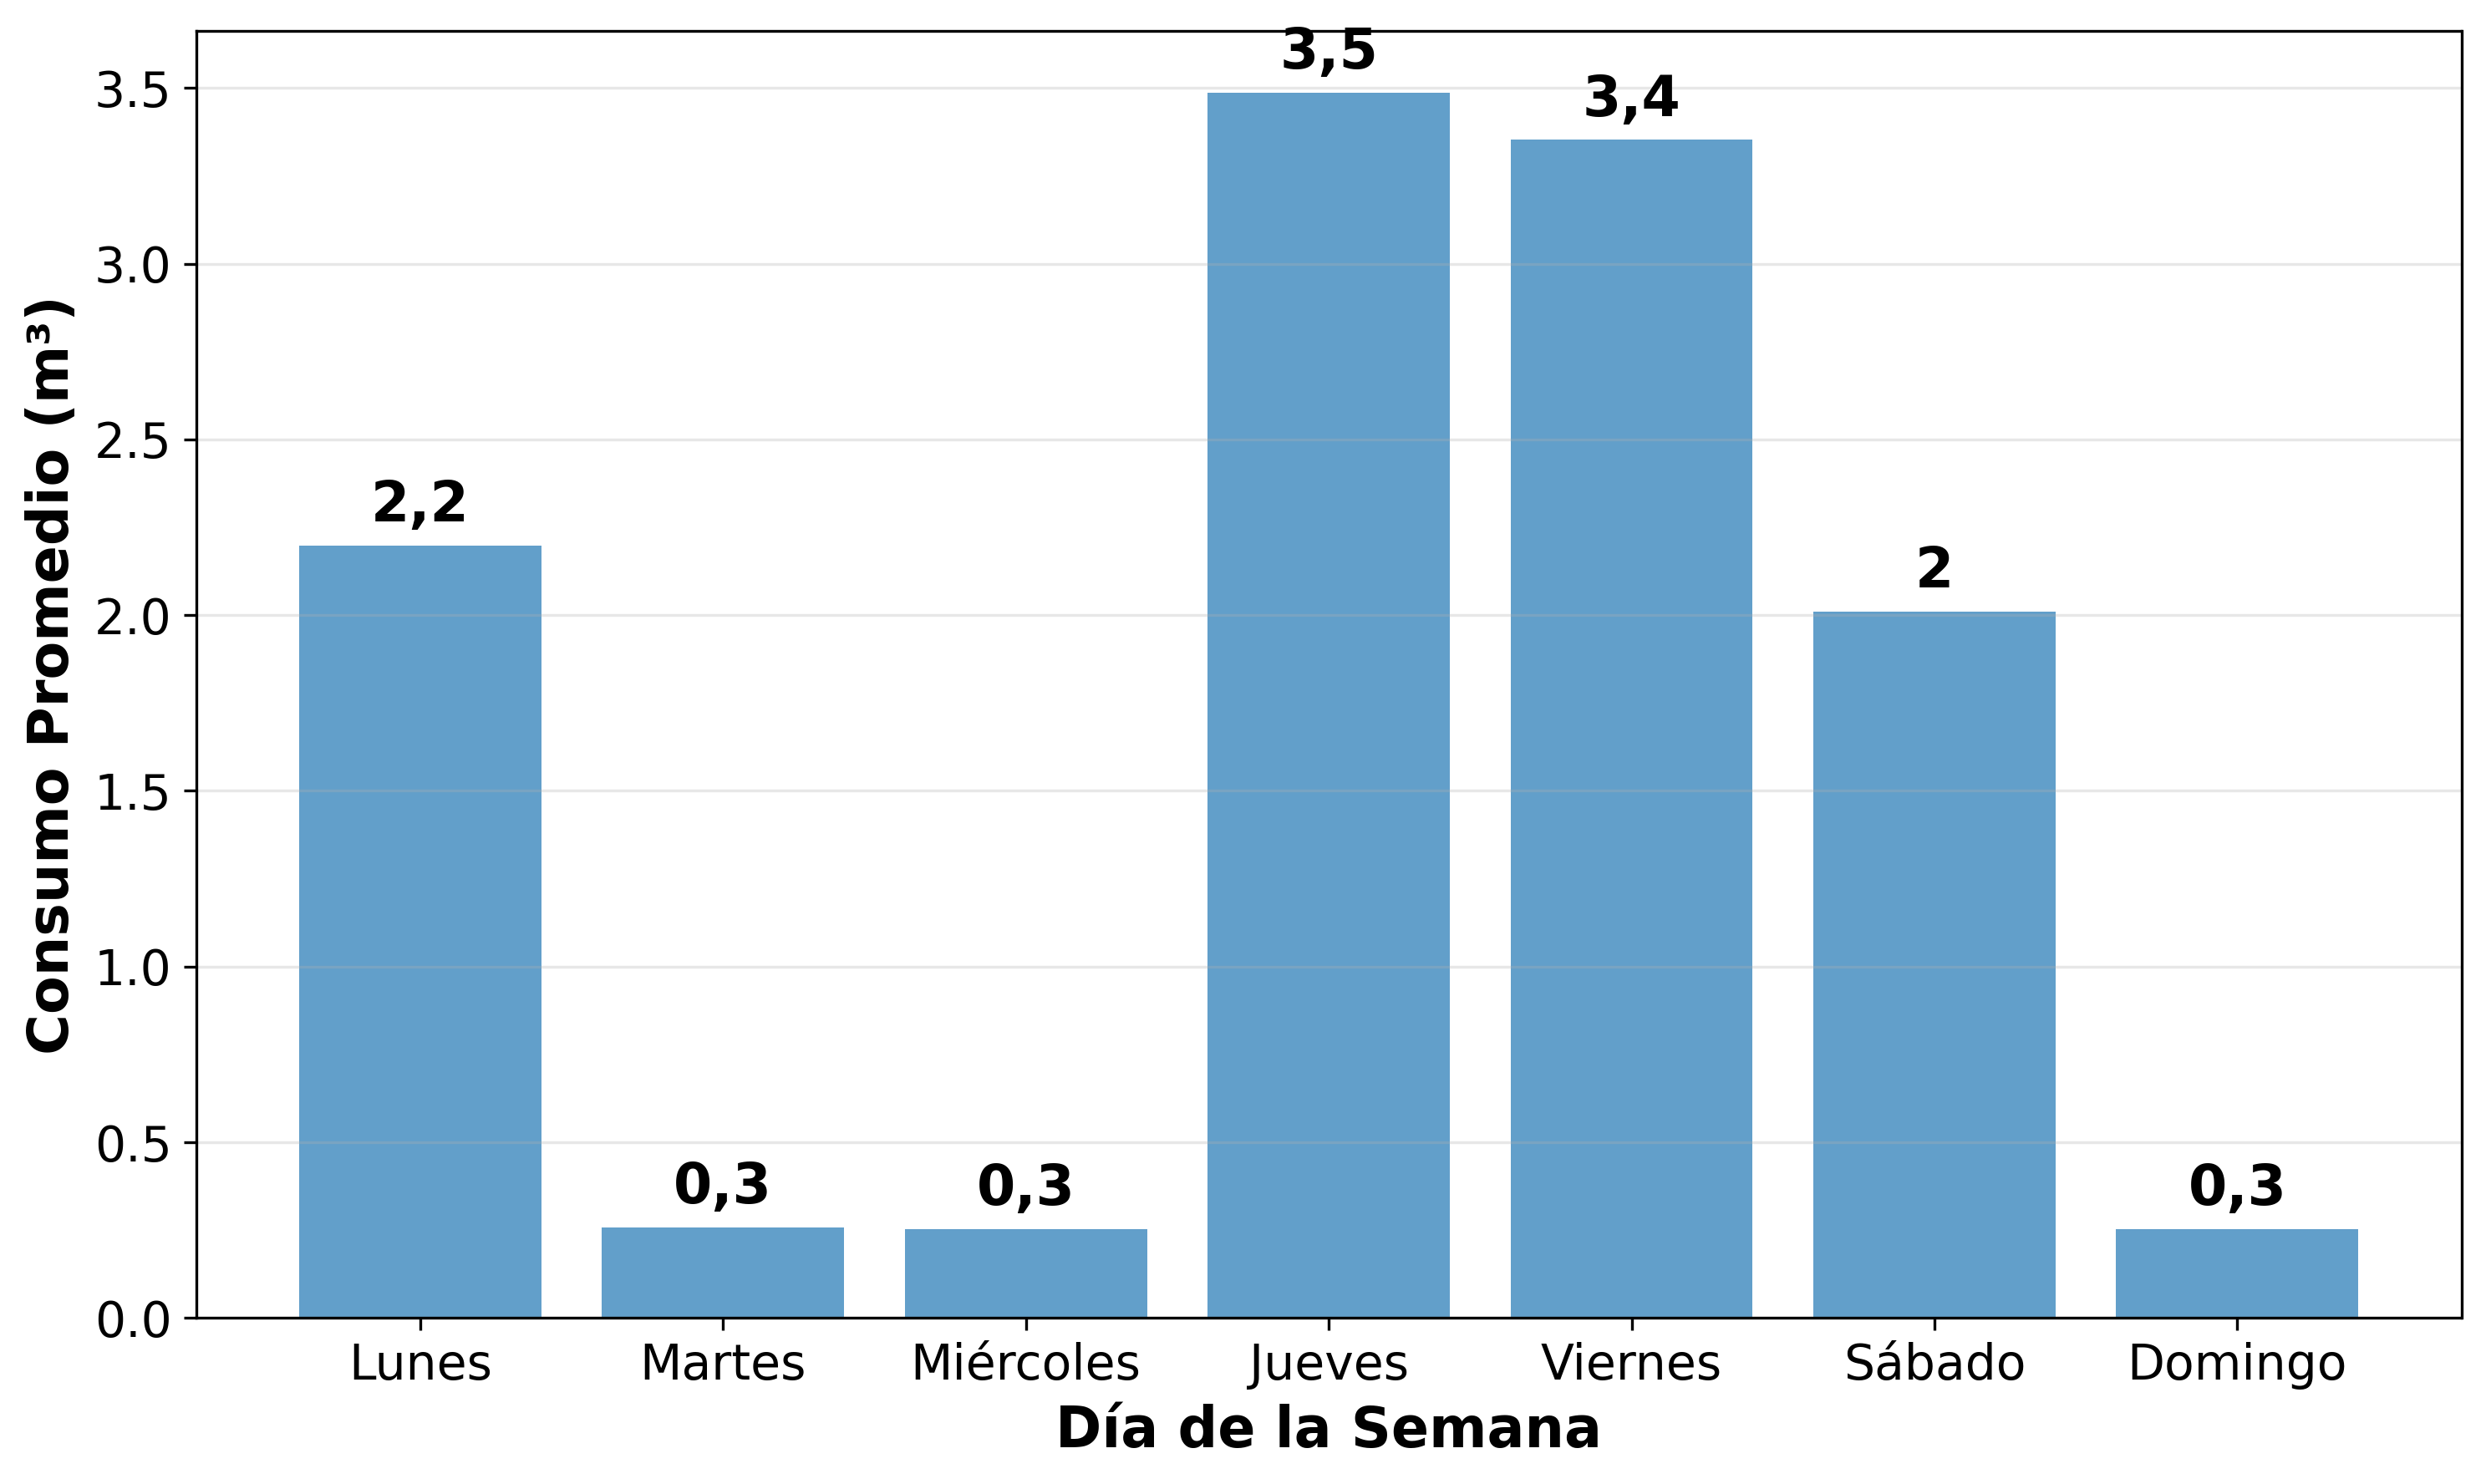 Consumo Promedio (m³)
3.5
3.0
2.5
2.0
1.5
1.0
0.5
0.0
2,2
0,3
0,3
3,5
3,4
2
0,3
Lunes
Martes
Miércoles
Jueves
Viernes
Sábado
Domingo
Día de la Semana